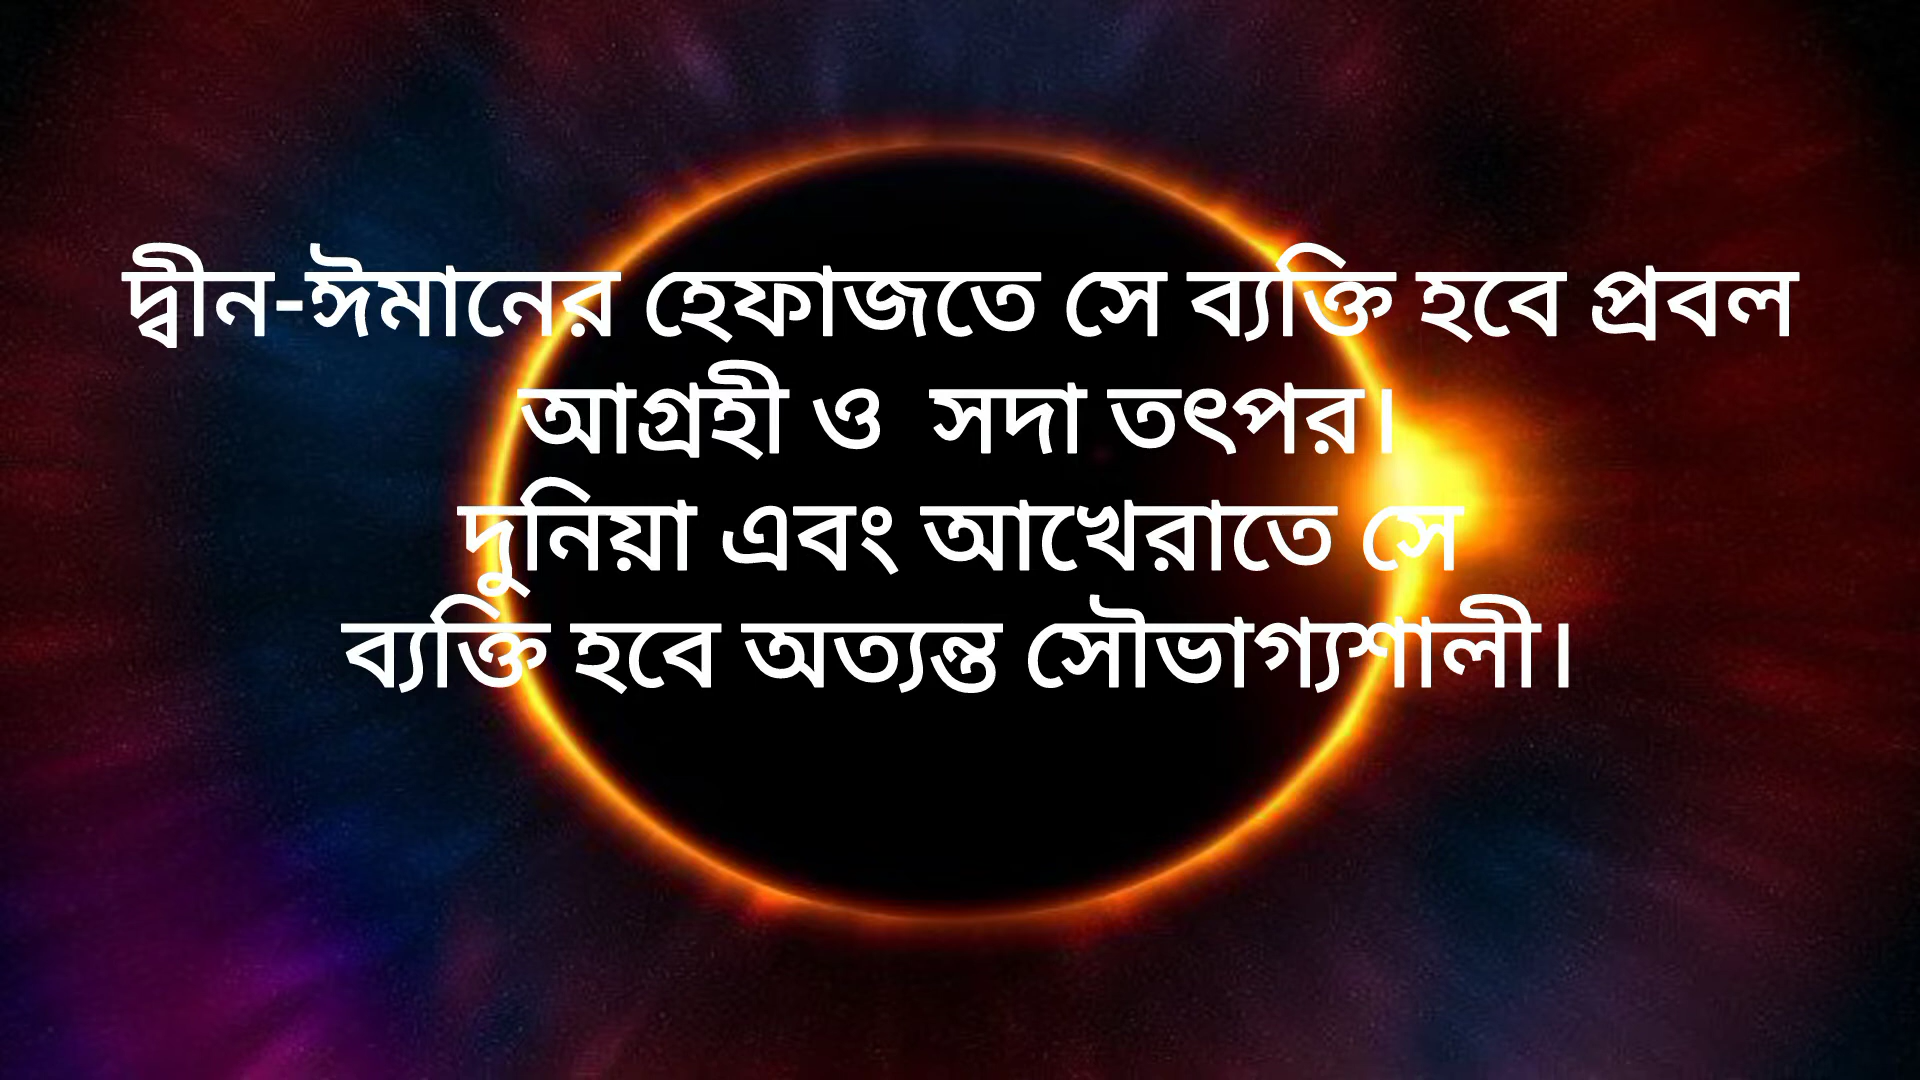 দ্বীন-ঈমানের হেফাজতে সে ব্যক্তি হবে প্রবল
আগ্রহী ও  সদা তৎপর।
দুনিয়া এবং আখেরাতে সে
ব্যক্তি হবে অত্যন্ত সৌভাগ্যশালী।